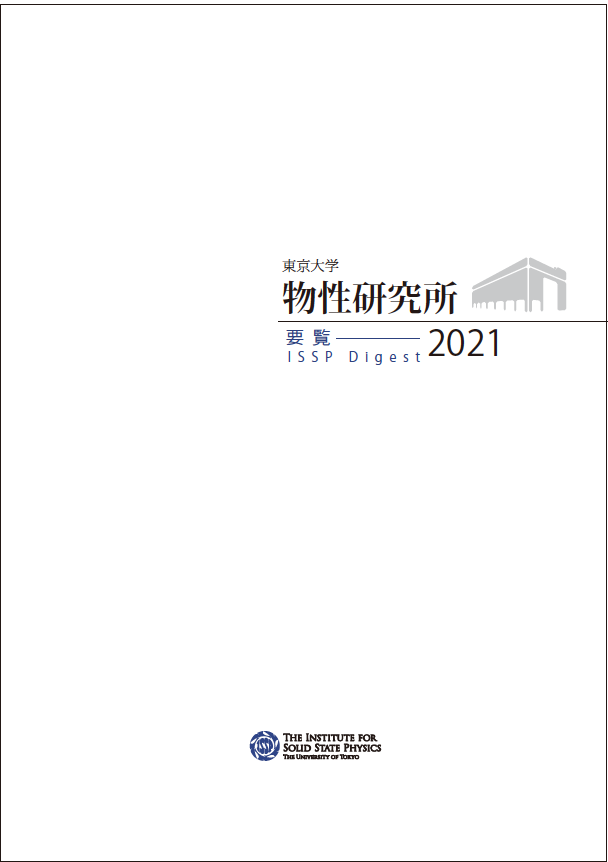 東京大学
物性研究所
要覧 2021
ISSP Digest
ISSP
THE INSTITUTE FOR
SOLID STATE PHYSICS
THE UNIVERSITY OF TOKYO